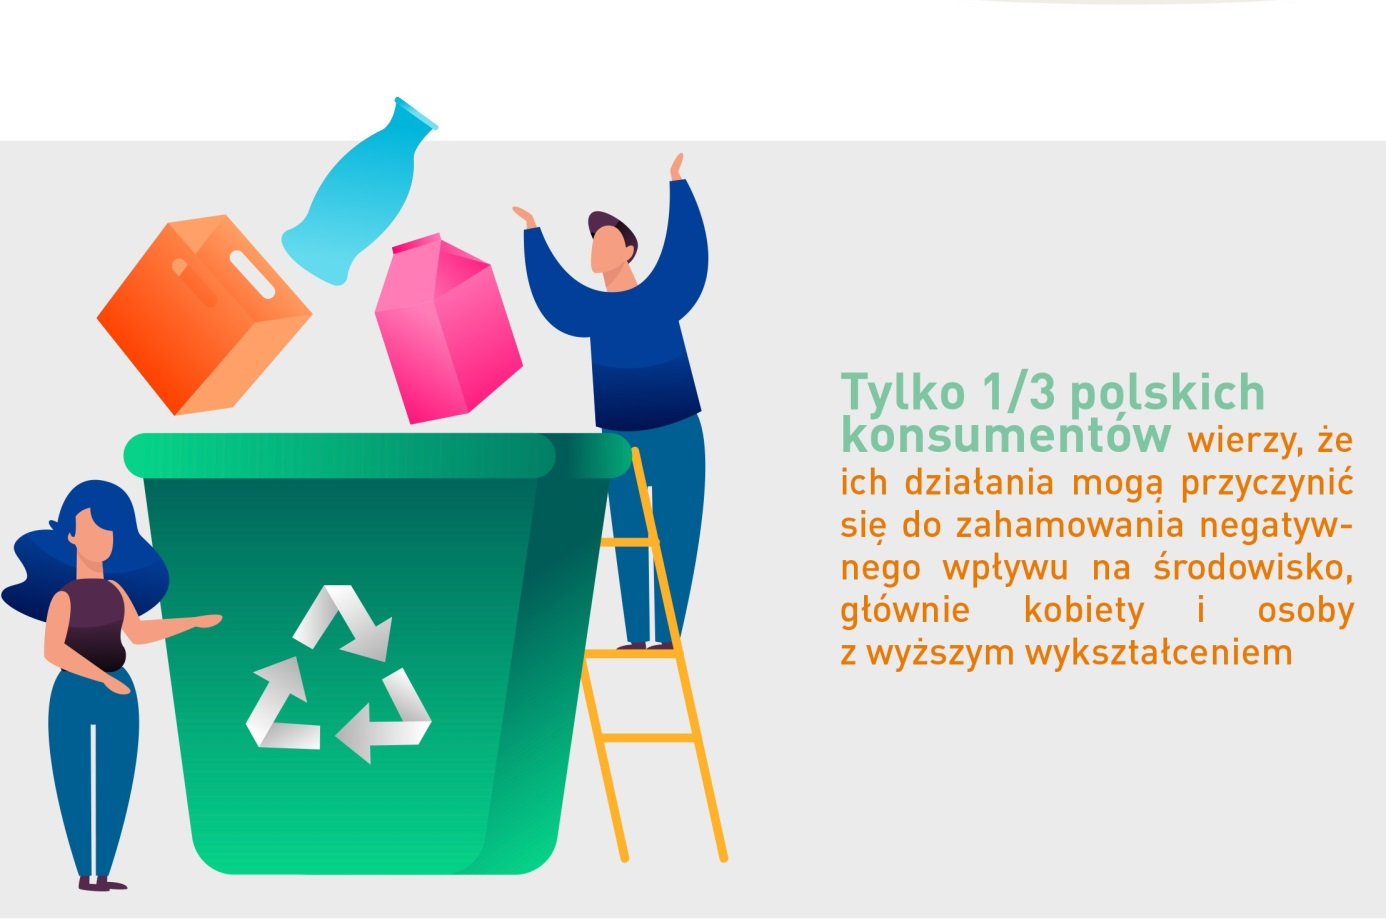 Tylko 1/3 polskich
konsumentów wierzy, że
ich działania mogą przyczynić
się do zahamowania negatyw-
nego wpływu na środowisko,
głównie kobiety i osoby
z wyższym wykształceniem